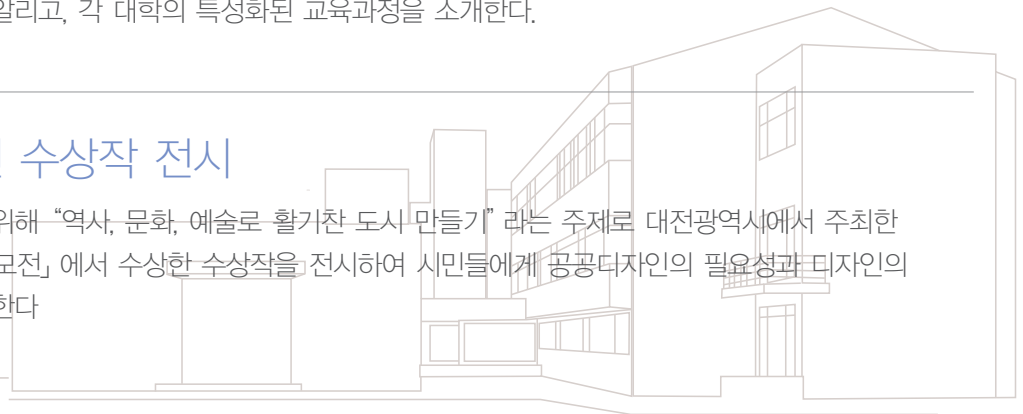 알리고, 각 대학의 특성화된 교육과정을 소개한다.
수상작 전시
위해 “역사, 문화, 예술로 활기찬 도시 만들기” 라는 주제로 대전광역시에서 주최한
모전」에서 수상한 수상작을 전시하여 시민들에게 공공디자인의 필요성과 디자인의
한다